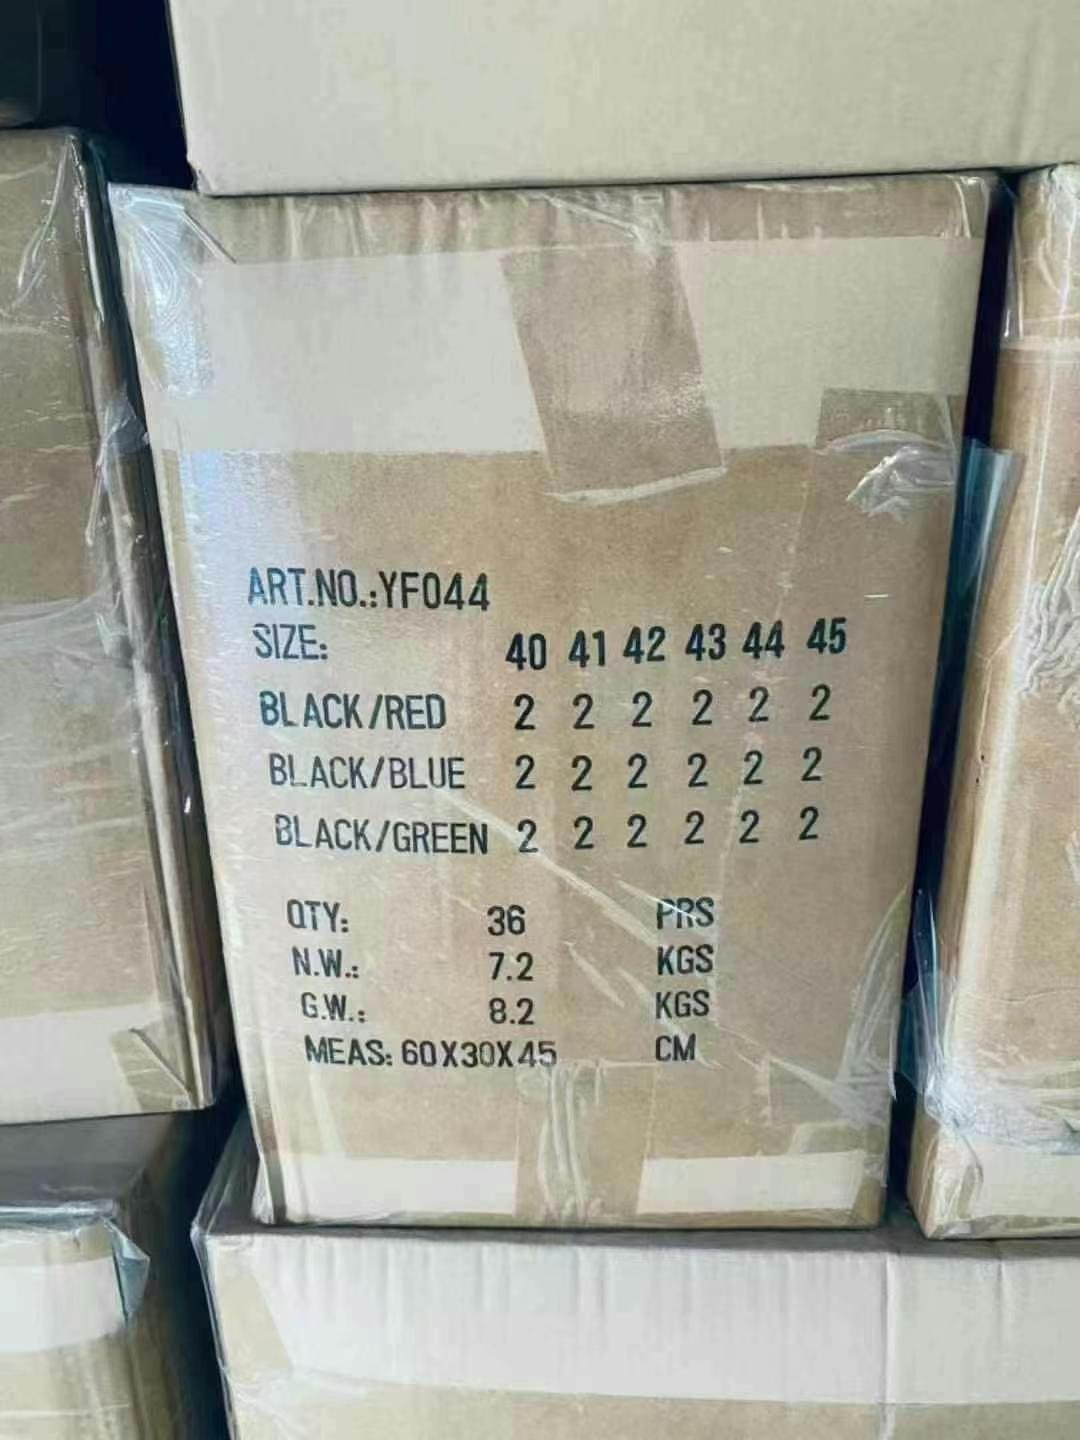 ART.NO.:YF044
SIZE: 40 41 42 43 44 45
BLACK/RED 2 2 2 2 2 2
BLACK/BLUE 2 2 2 2 2 2
BLACK/GREEN 2 2 2 2 2 2
QTY: 36 PRS
N.W.: 7.2 KGS
G.W.: 8.2 KGS
MEAS: 60X30X45 CM